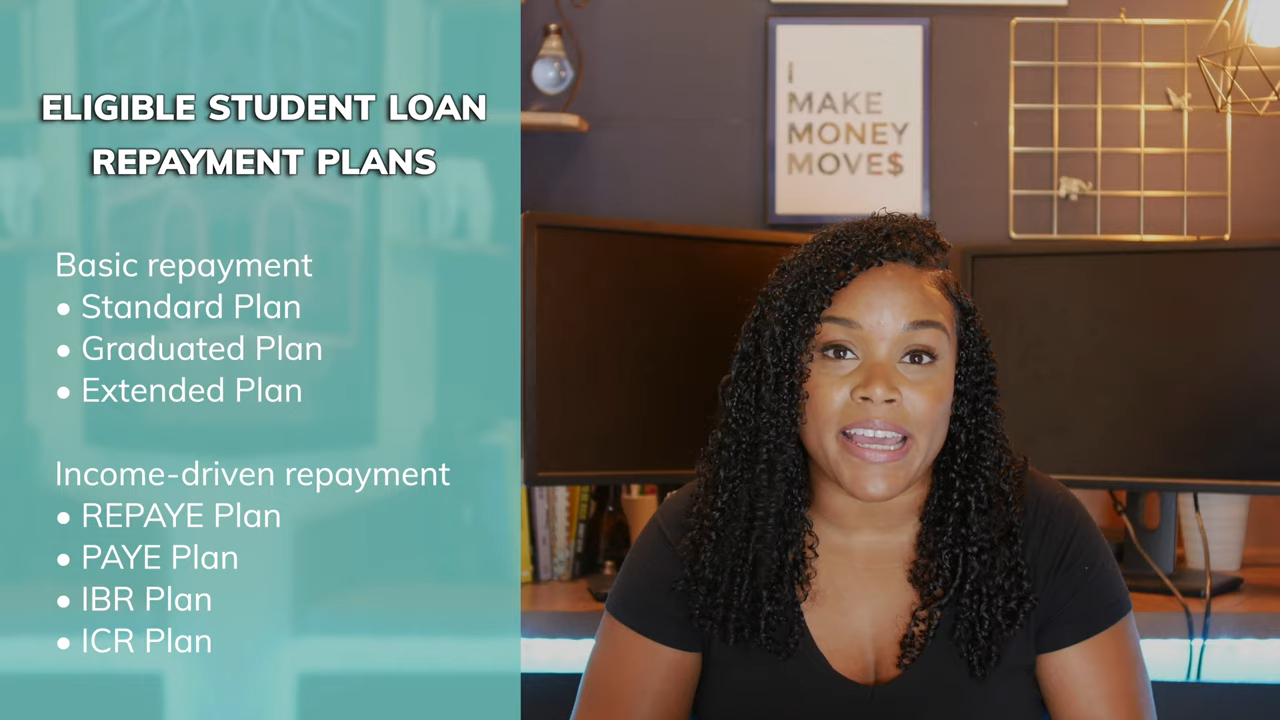 ELIGIBLE STUDENT LOAN
REPAYMENT PLANS
Basic repayment
• Standard Plan
• Graduated Plan
• Extended Plan
Income-driven repayment
• REPAYE Plan
• PAYE Plan
• IBR Plan
• ICR Plan
I
MAKE
MONEY
MOVE$